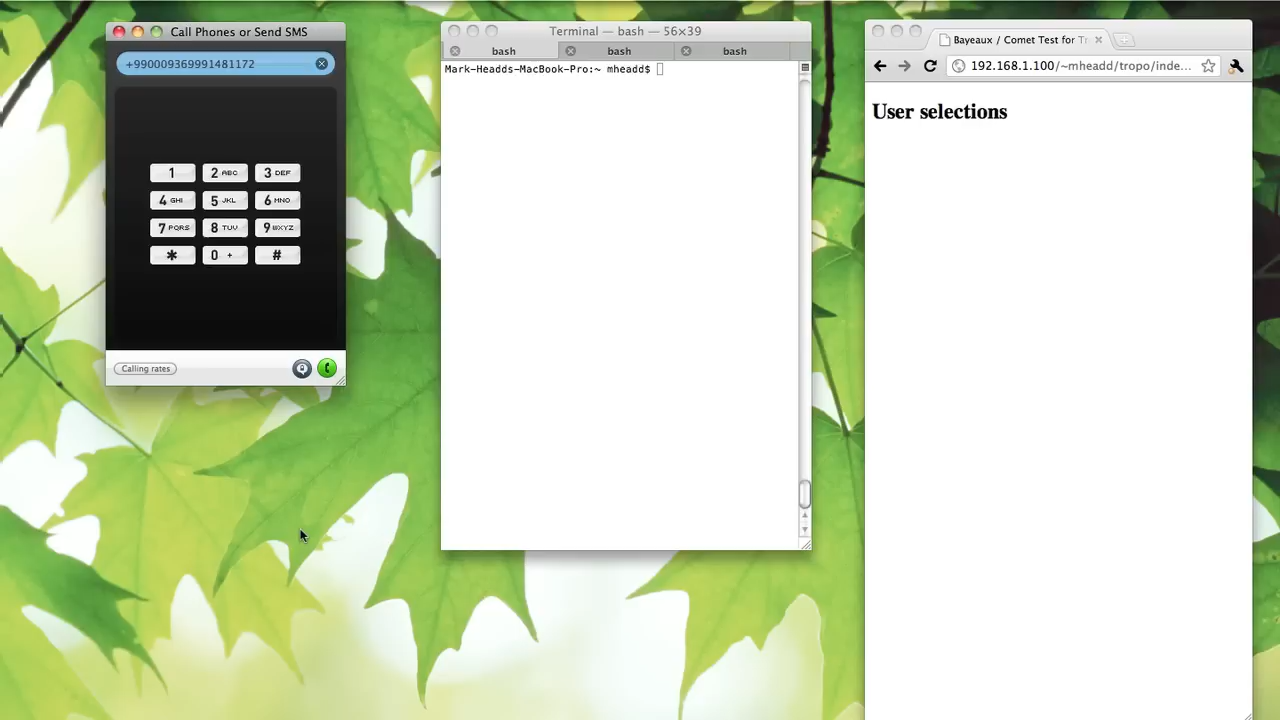 Call Phones or Send SMS
+990009369991481172
1
2 ABC
3 DEF
4 GHI
5 JKL
6 MNO
7 PQRS
8 TUV
9 WXYZ
*
0 +
#
Calling rates
Terminal — bash — 56×39
bash
bash
bash
Mark-Headds-MacBook-Pro:~ mheadd$
Bayeaux / Comet Test for Tr
192.168.1.100/~mheadd/tropo/inde...
User selections